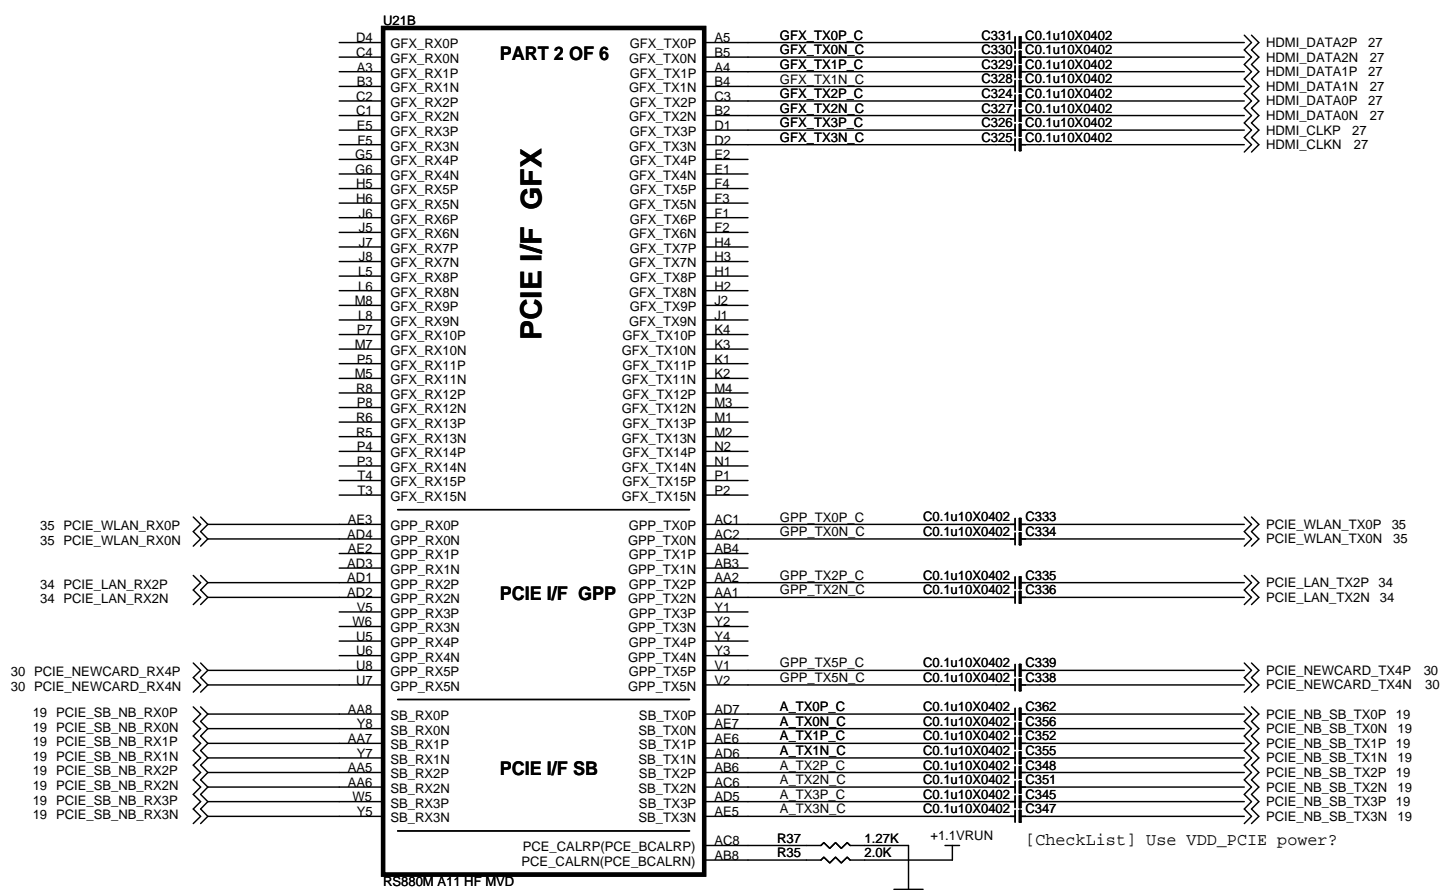 U21B
PART 2 OF 6
PCIE I/F GFX
D4 GFX_RX0P GFX_TX0P A5 GFX_TX0P_C C331 C0.1u10X0402 HDMI_DATA2P 27
C4 GFX_RX0N GFX_TX0N B5 GFX_TX0N_C C330 C0.1u10X0402 HDMI_DATA2N 27
A3 GFX_RX1P GFX_TX1P A4 GFX_TX1P_C C329 C0.1u10X0402 HDMI_DATA1P 27
B3 GFX_RX1N GFX_TX1N B4 GFX_TX1N_C C328 C0.1u10X0402 HDMI_DATA1N 27
C2 GFX_RX2P GFX_TX2P C3 GFX_TX2P_C C324 C0.1u10X0402 HDMI_DATA0P 27
C1 GFX_RX2N GFX_TX2N B2 GFX_TX2N_C C327 C0.1u10X0402 HDMI_DATA0N 27
E5 GFX_RX3P GFX_TX3P D1 GFX_TX3P_C C326 C0.1u10X0402 HDMI_CLKP 27
F5 GFX_RX3N GFX_TX3N D2 GFX_TX3N_C C325 C0.1u10X0402 HDMI_CLKN 27
G5 GFX_RX4P GFX_TX4P E2
G6 GFX_RX4N GFX_TX4N E1
H5 GFX_RX5P GFX_TX5P F4
H6 GFX_RX5N GFX_TX5N F3
J6 GFX_RX6P GFX_TX6P F1
J5 GFX_RX6N GFX_TX6N F2
J7 GFX_RX7P GFX_TX7P H4
J8 GFX_RX7N GFX_TX7N H3
L5 GFX_RX8P GFX_TX8P H1
L6 GFX_RX8N GFX_TX8N H2
M8 GFX_RX9P GFX_TX9P J2
L8 GFX_RX9N GFX_TX9N J1
P7 GFX_RX10P GFX_TX10P K4
M7 GFX_RX10N GFX_TX10N K3
P5 GFX_RX11P GFX_TX11P K1
M5 GFX_RX11N GFX_TX11N K2
R8 GFX_RX12P GFX_TX12P M4
P8 GFX_RX12N GFX_TX12N M3
R6 GFX_RX13P GFX_TX13P M1
R5 GFX_RX13N GFX_TX13N M2
P4 GFX_RX14P GFX_TX14P N2
P3 GFX_RX14N GFX_TX14N N1
T4 GFX_RX15P GFX_TX15P P1
T3 GFX_RX15N GFX_TX15N P2
35 PCIE_WLAN_RX0P AE3 GPP_RX0P GPP_TX0P AC1 GPP_TX0P_C C0.1u10X0402 C333 PCIE_WLAN_TX0P 35
35 PCIE_WLAN_RX0N AD4 GPP_RX0N GPP_TX0N AC2 GPP_TX0N_C C0.1u10X0402 C334 PCIE_WLAN_TX0N 35
AE2 GPP_RX1P GPP_TX1P AB4
AD3 GPP_RX1N GPP_TX1N AB3
34 PCIE_LAN_RX2P AD1 GPP_RX2P GPP_TX2P AA2 GPP_TX2P_C C0.1u10X0402 C335 PCIE_LAN_TX2P 34
34 PCIE_LAN_RX2N AD2 GPP_RX2N PCIE I/F GPP GPP_TX2N AA1 GPP_TX2N_C C0.1u10X0402 C336 PCIE_LAN_TX2N 34
V5 GPP_RX3P GPP_TX3P Y1
W6 GPP_RX3N GPP_TX3N Y2
U5 GPP_RX4P GPP_TX4P Y4
U6 GPP_RX4N GPP_TX4N Y3
30 PCIE_NEWCARD_RX4P U8 GPP_RX5P GPP_TX5P V1 GPP_TX5P_C C0.1u10X0402 C339 PCIE_NEWCARD_TX4P 30
30 PCIE_NEWCARD_RX4N U7 GPP_RX5N GPP_TX5N V2 GPP_TX5N_C C0.1u10X0402 C338 PCIE_NEWCARD_TX4N 30
19 PCIE_SB_NB_RX0P AA8 SB_RX0P SB_TX0P AD7 A_TX0P_C C0.1u10X0402 C362 PCIE_NB_SB_TX0P 19
19 PCIE_SB_NB_RX0N Y8 SB_RX0N SB_TX0N AE7 A_TX0N_C C0.1u10X0402 C356 PCIE_NB_SB_TX0N 19
19 PCIE_SB_NB_RX1P AA7 SB_RX1P SB_TX1P AE6 A_TX1P_C C0.1u10X0402 C352 PCIE_NB_SB_TX1P 19
19 PCIE_SB_NB_RX1N Y7 SB_RX1N SB_TX1N AD6 A_TX1N_C C0.1u10X0402 C355 PCIE_NB_SB_TX1N 19
19 PCIE_SB_NB_RX2P AA5 SB_RX2P PCIE I/F SB SB_TX2P AB6 A_TX2P_C C0.1u10X0402 C348 PCIE_NB_SB_TX2P 19
19 PCIE_SB_NB_RX2N AA6 SB_RX2N SB_TX2N AC6 A_TX2N_C C0.1u10X0402 C351 PCIE_NB_SB_TX2N 19
19 PCIE_SB_NB_RX3P W5 SB_RX3P SB_TX3P AD5 A_TX3P_C C0.1u10X0402 C345 PCIE_NB_SB_TX3P 19
19 PCIE_SB_NB_RX3N Y5 SB_RX3N SB_TX3N AE5 A_TX3N_C C0.1u10X0402 C347 PCIE_NB_SB_TX3N 19
PCE_CALRP(PCE_BCALRP) AC8 R37 1.27K +1.1VRUN [CheckList] Use VDD_PCIE power?
PCE_CALRN(PCE_BCALRN) AB8 R35 2.0K
RS880M A11 HF MVD